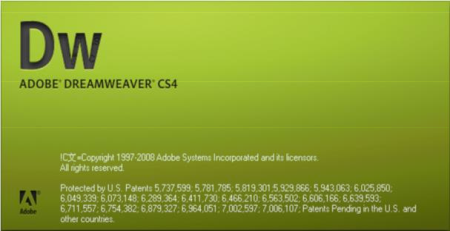 Dw
ADOBE® DREAMWEAVER® CS4
!C文«Copyright 1997-2008 Adobe Systems Incorporated and its licensors.
All rights reserved.
Protected by U.S. Patents 5,737,599; 5,781,785; 5,819,301;5,929,866; 5,943,063; 6,025,850;
6,049,339; 6,073,148; 6,289,364; 6,411,730; 6,466,210; 6,563,502; 6,606,166; 6,639,593;
6,711,557; 6,754,382; 6,879,327; 6,964,051; 7,002,597; 7,006,107; Patents Pending in the U.S. and
other countries.
Adobe